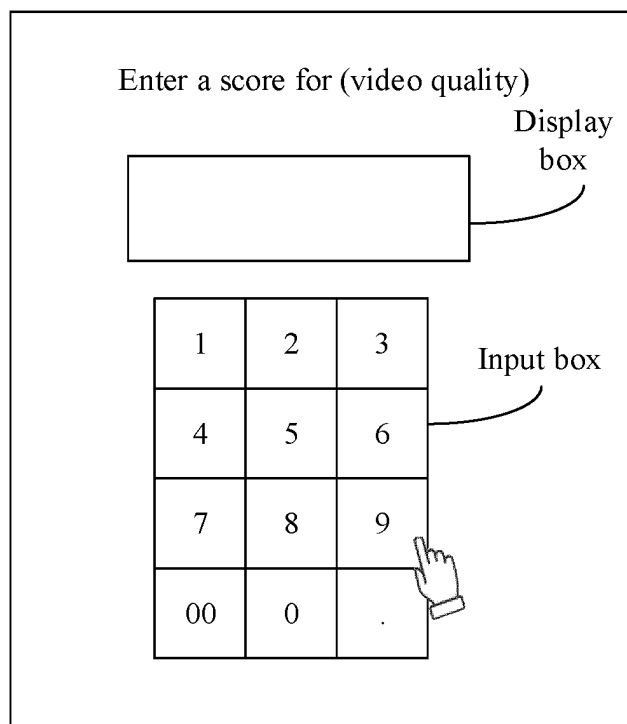 Enter a score for (video quality)
Display
box
1 2 3
Input box
4 5 6
7 8 9
00 0 .